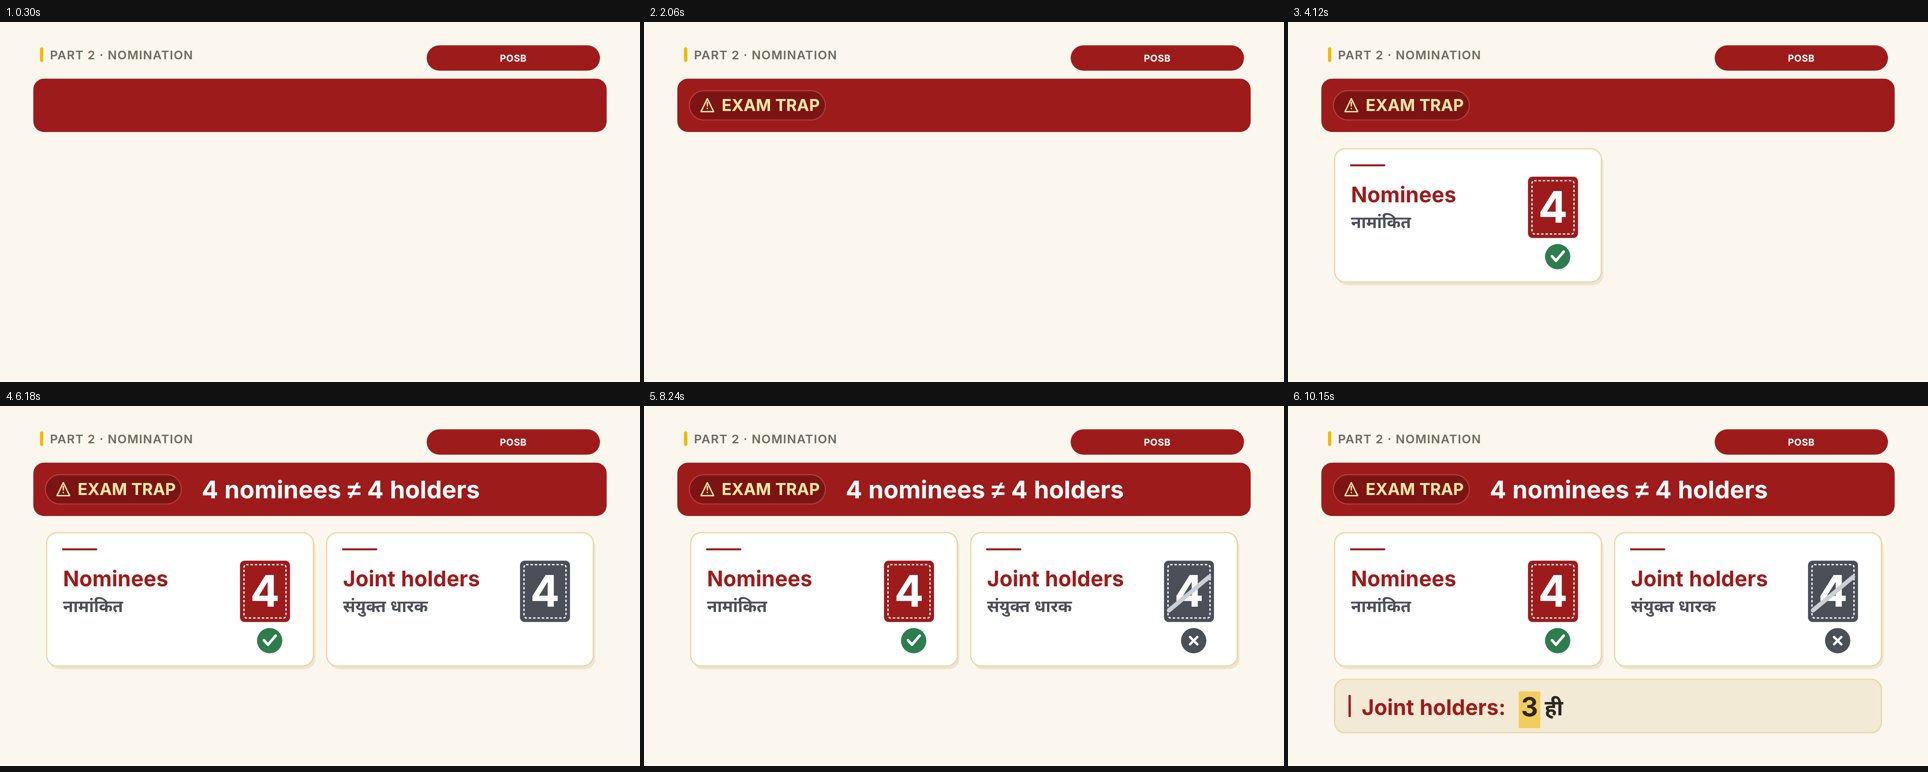 1. 0.30s
PART 2 · NOMINATION
POSB
2. 2.06s
PART 2 · NOMINATION
POSB
⚠ EXAM TRAP
3. 4.12s
PART 2 · NOMINATION
POSB
⚠ EXAM TRAP
Nominees
नामांकित
4
4. 6.18s
PART 2 · NOMINATION
POSB
⚠ EXAM TRAP 4 nominees ≠ 4 holders
Nominees
नामांकित
4
Joint holders
संयुक्त धारक
4
5. 8.24s
PART 2 · NOMINATION
POSB
⚠ EXAM TRAP 4 nominees ≠ 4 holders
Nominees
नामांकित
4
Joint holders
संयुक्त धारक
4
6. 10.15s
PART 2 · NOMINATION
POSB
⚠ EXAM TRAP 4 nominees ≠ 4 holders
Nominees
नामांकित
4
Joint holders
संयुक्त धारक
4
Joint holders: 3 ही